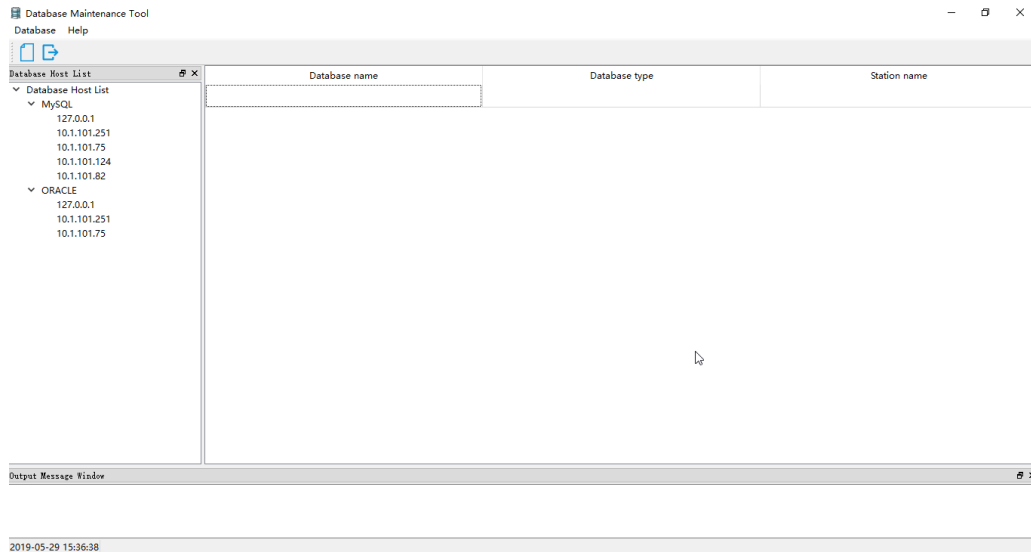 Database Maintenance Tool
Database Help
Database Host List
Database name Database type Station name
Database Host List
MySQL
127.0.0.1
10.1.101.251
10.1.101.75
10.1.101.124
10.1.101.82
ORACLE
127.0.0.1
10.1.101.251
10.1.101.75
Output Message Window
2019-05-29 15:36:38